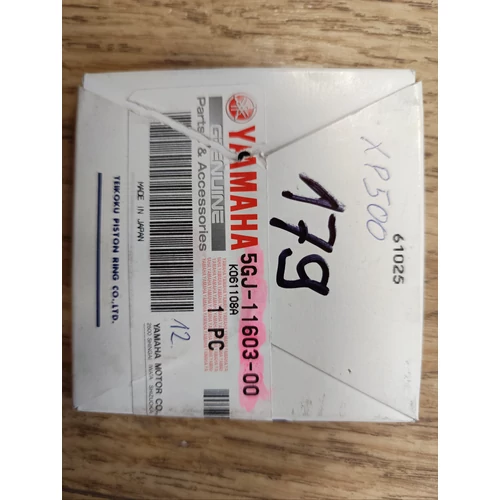 YAMAHA
GENUINE
Parts & Accessories
5GJ-11603-00
K061108A
1 PC
MADE IN JAPAN
YAMAHA MOTOR CO.
12.
TEIKOKU PISTON RING CO.,LTD.
179
XP500
61025